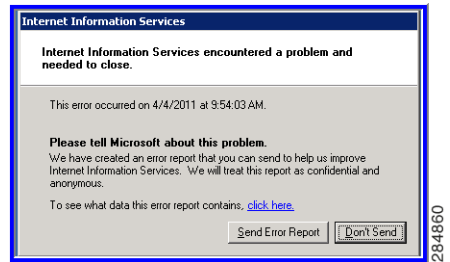 Internet Information Services
Internet Information Services encountered a problem and
needed to close.
This error occurred on 4/4/2011 at 9:54:03 AM.
Please tell Microsoft about this problem.
We have created an error report that you can send to help us improve
Internet Information Services. We will treat this report as confidential and
anonymous.
To see what data this error report contains, click here.
Send Error Report
Don't Send
284860